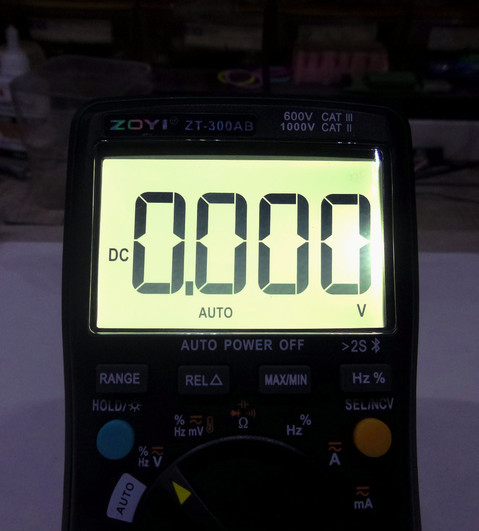 ZOYi® ZT-300AB
600V CAT III
1000V CAT II
DC 0.000 V
AUTO
AUTO POWER OFF >2S
RANGE REL△ MAX/MIN Hz %
HOLD/ SEL/NCV
% Hz mV Ω Hz %
% Hz V A
AUTO mA